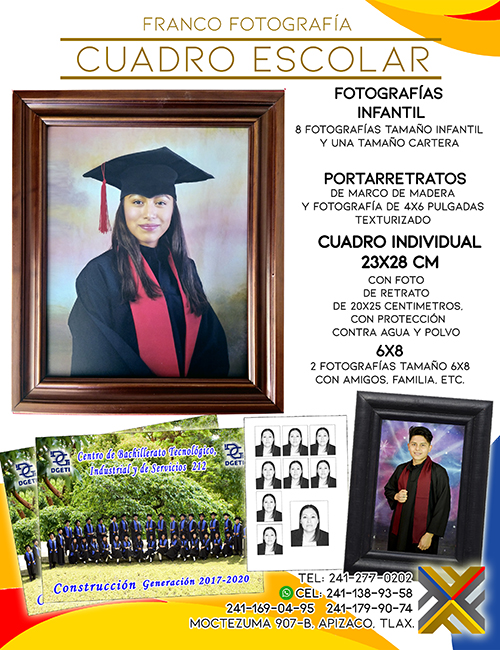 FRANCO FOTOGRAFÍA
CUADRO ESCOLAR
FOTOGRAFÍAS
INFANTIL
8 FOTOGRAFÍAS TAMAÑO INFANTIL
Y UNA TAMAÑO CARTERA
PORTARRETRATOS
DE MARCO DE MADERA
Y FOTOGRAFÍA DE 4X6 PULGADAS
TEXTURIZADO
CUADRO INDIVIDUAL
23X28 CM
CON FOTO
DE RETRATO
DE 20X25 CENTIMETROS,
CON PROTECCIÓN
CONTRA AGUA Y POLVO
6X8
2 FOTOGRAFÍAS TAMAÑO 6X8
CON AMIGOS, FAMILIA, ETC.
DGETI
DGETI
DGETI
Centro de Bachillerato Tecnológico,
Industrial y de Servicios 212
Construcción Generación 2017-2020
TEL: 241-277-0202
CEL: 241-138-93-58
241-169-04-95 241-179-90-74
MOCTEZUMA 907-B, APIZACO, TLAX.